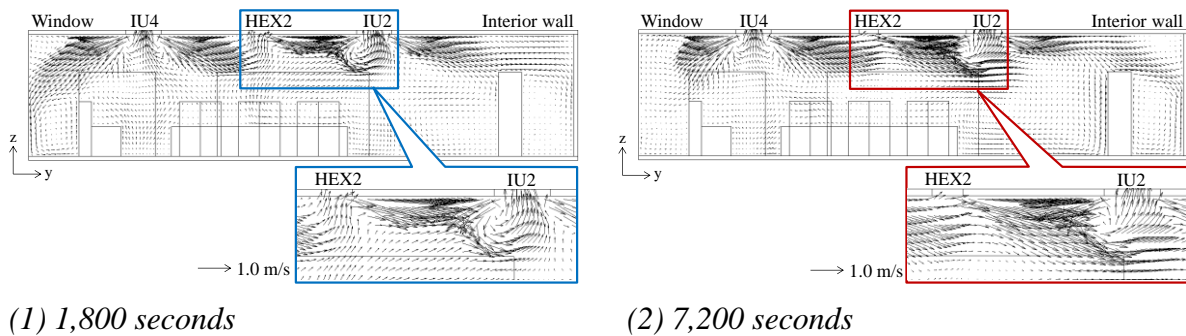 Window IU4 HEX2 IU2 Interior wall
z
y
HEX2 IU2
1.0 m/s
(1) 1,800 seconds
Window IU4 HEX2 IU2 Interior wall
z
y
HEX2 IU2
1.0 m/s
(2) 7,200 seconds